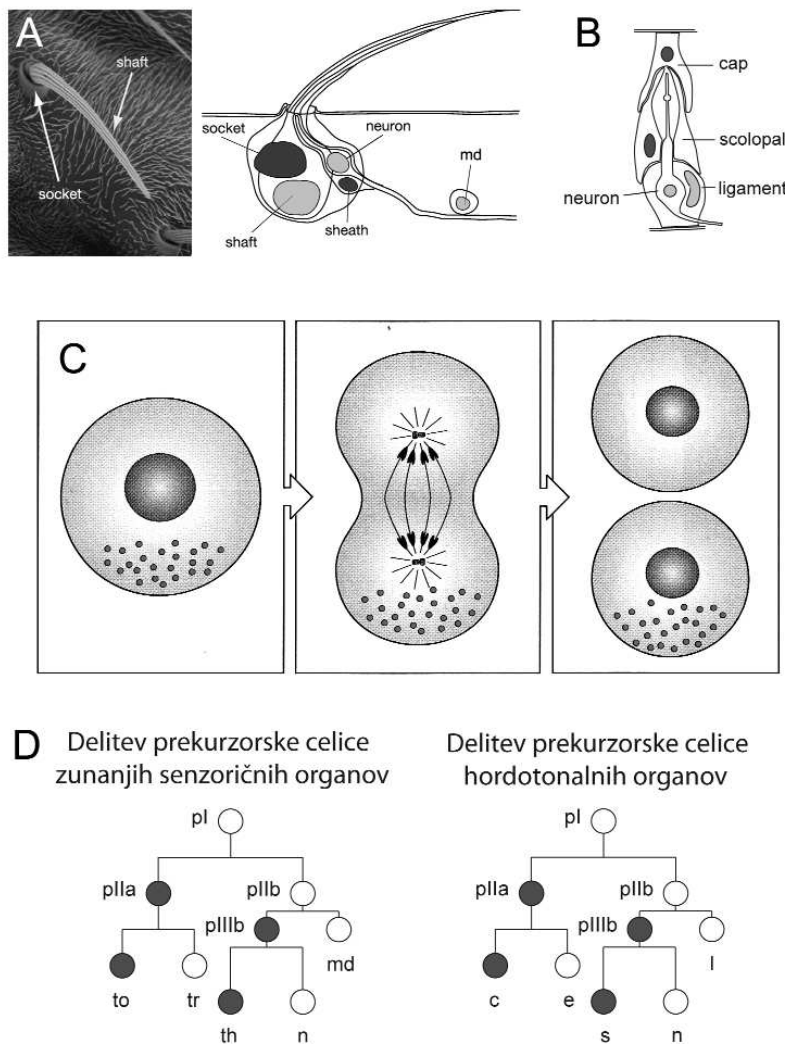 A
shaft
socket
socket
neuron
md
shaft
sheath
B
cap
scolopal
neuron
ligament
C
D
Delitev prekurzorske celice
zunanjih senzoričnih organov
pI
pIIa
pIIb
pIIIb
md
to
tr
th
n
Delitev prekurzorske celice
hordotonalnih organov
pI
pIIa
pIIb
pIIIb
l
c
e
s
n